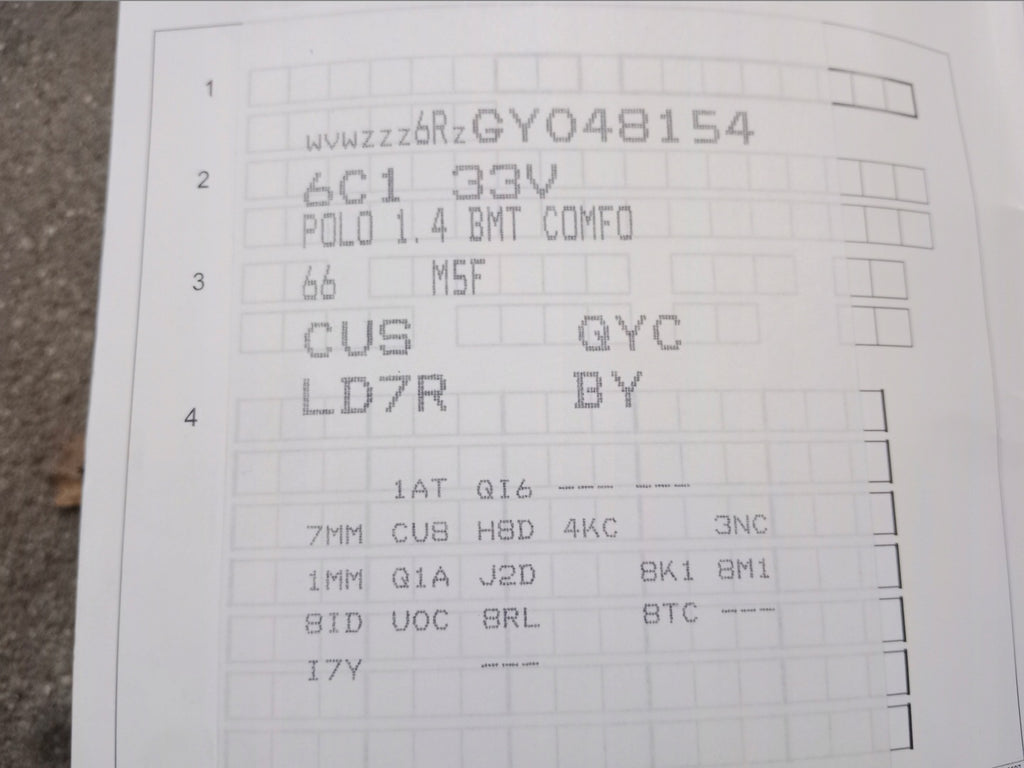 1
WVWZZZ6RZGY048154
2
6C1 33V
POLO 1.4 BMT COMFO
3
66 M5F
CUS QYC
LD7R BY
4
1AT QI6 --- ---
7MM CU8 H8D 4KC 3NC
1MM Q1A J2D 8K1 8M1
8ID UOC 8RL 8TC ---
I7Y ---